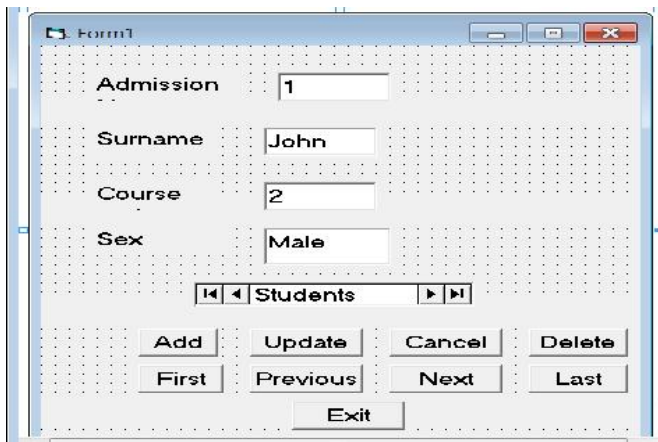 Form1
Admission
1
Surname
John
Course
2
Sex
Male
Students
Add Update Cancel Delete
First Previous Next Last
Exit